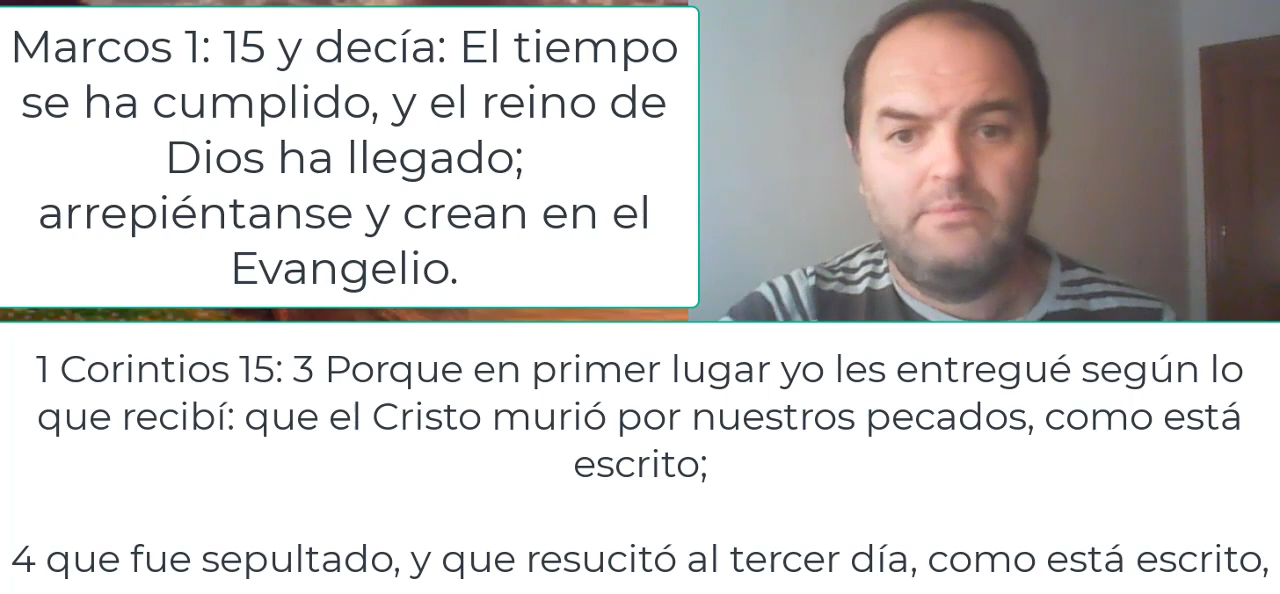 Marcos 1: 15 y decía: El tiempo
se ha cumplido, y el reino de
Dios ha llegado;
arrepiéntanse y crean en el
Evangelio.
1 Corintios 15: 3 Porque en primer lugar yo les entregué según lo
que recibí: que el Cristo murió por nuestros pecados, como está
escrito;
4 que fue sepultado, y que resucitó al tercer día, como está escrito,